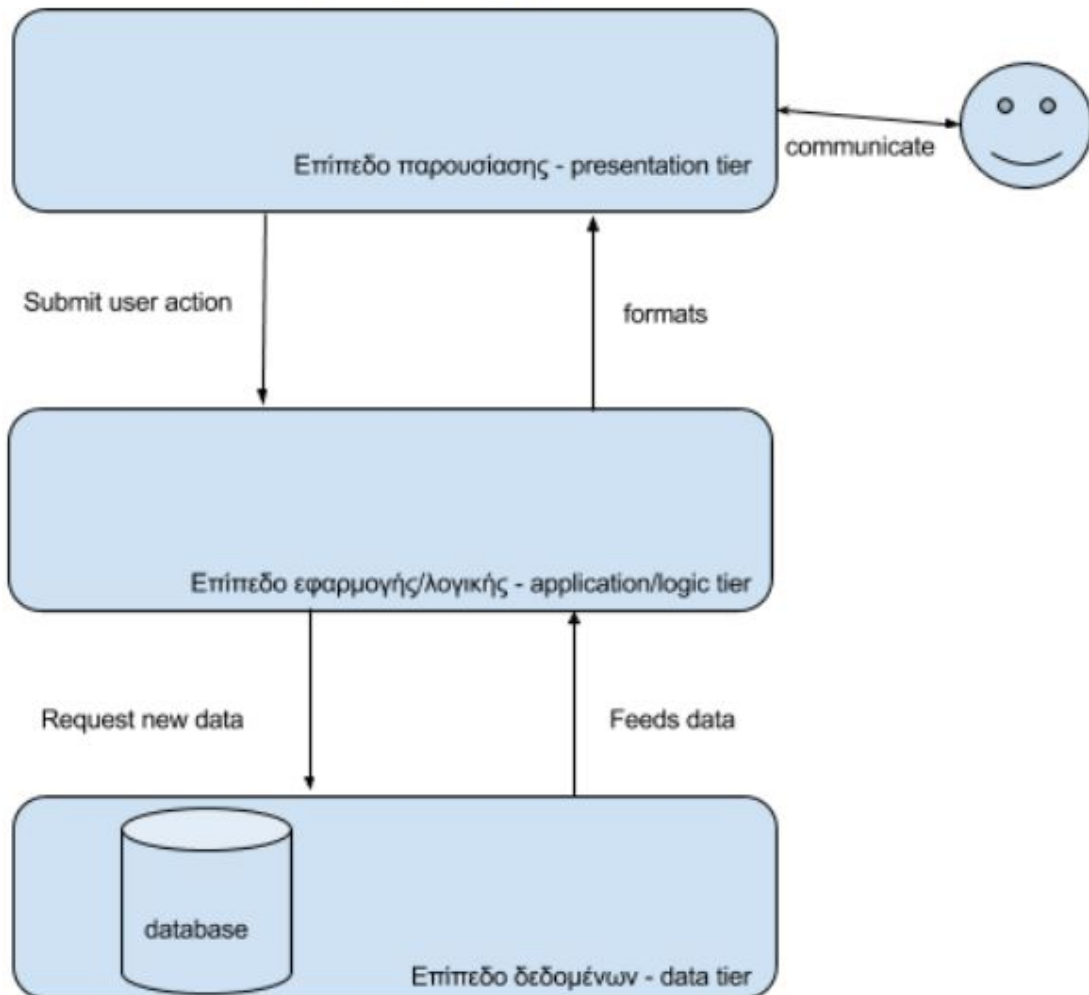 Επίπεδο παρουσίασης - presentation tier
communicate
Submit user action
formats
Επίπεδο εφαρμογής/λογικής - application/logic tier
Request new data
Feeds data
database
Επίπεδο δεδομένων - data tier